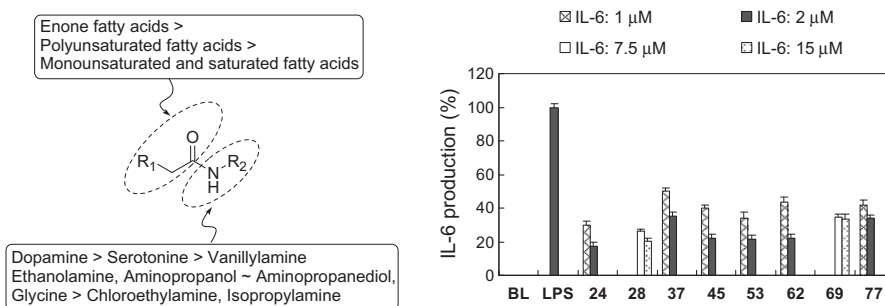 Enone fatty acids >
Polyunsaturated fatty acids >
Monounsaturated and saturated fatty acids
O
R1
R2
N
H
Dopamine > Serotonine > Vanillylamine
Ethanolamine, Aminopropanol ~ Aminopropanediol,
Glycine > Chloroethylamine, Isopropylamine
IL-6: 1 µM
IL-6: 2 µM
IL-6: 7.5 µM
IL-6: 15 µM
IL-6 production (%)
120
100
80
60
40
20
0
BL LPS 24 28 37 45 53 62 69 77